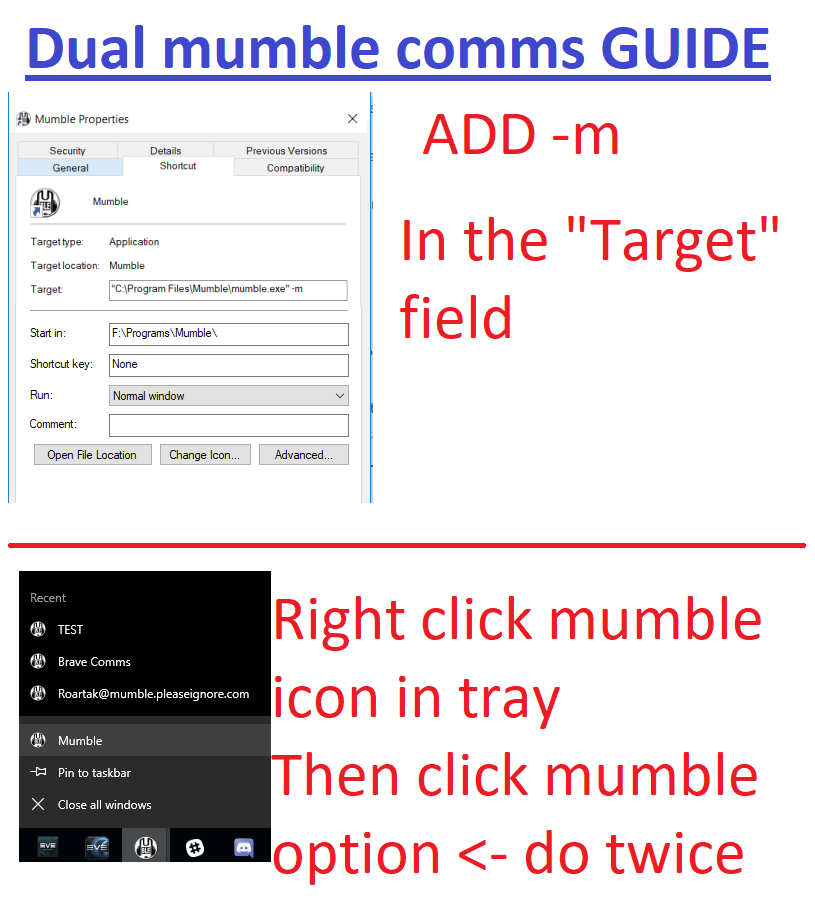 Dual mumble comms GUIDE
Mumble Properties
ADD -m
Security Details Previous Versions
General Shortcut Compatibility
Mumble
In the "Target"
field
Target type: Application
Target location: Mumble
Target: "C:\Program Files\Mumble\mumble.exe" -m
Start in: F:\Programs\Mumble\
Shortcut key: None
Run: Normal window
Comment:
Open File Location Change Icon... Advanced...
Recent
TEST
Brave Comms
Roartak@mumble.pleaseignore.com
Mumble
Pin to taskbar
Close all windows
Right click mumble
icon in tray
Then click mumble
option <- do twice